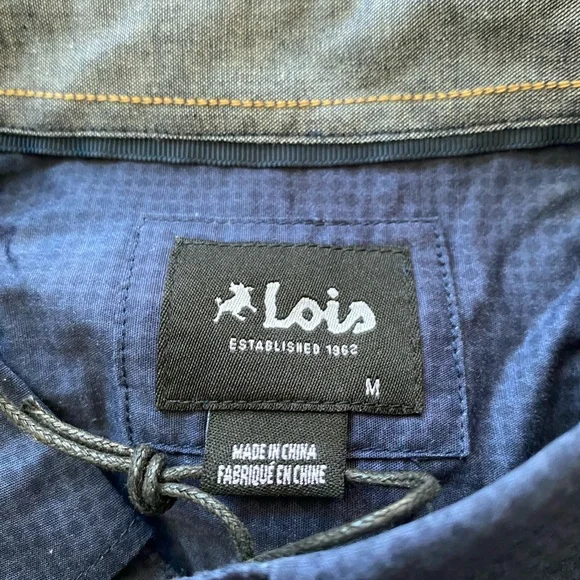 Lois
ESTABLISHED 1962
M
MADE IN CHINA
FABRIQUÉ EN CHINE